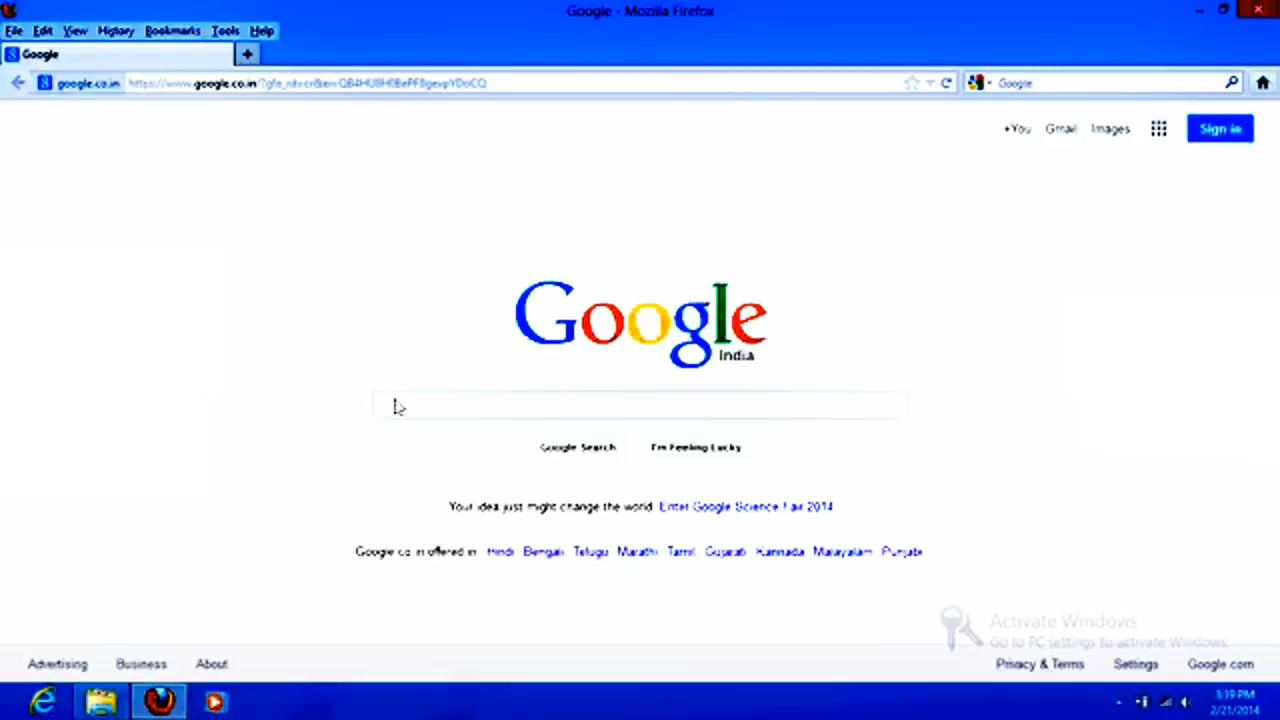 Google - Mozilla Firefox
File Edit View History Bookmarks Tools Help
Google
google.co.in https://www.google.co.in/ Google
+You Gmail Images Sign in
Google
India
Google Search I'm Feeling Lucky
Your idea just might change the world. Enter Google Science Fair 2014
Google.co.in offered in: Hindi Bengali Telugu Marathi Tamil Gujarati Kannada Malayalam Punjabi
Activate Windows
Go to PC settings to activate Windows.
Advertising Business About Privacy & Terms Settings Google.com
3:19 PM
2/21/2014